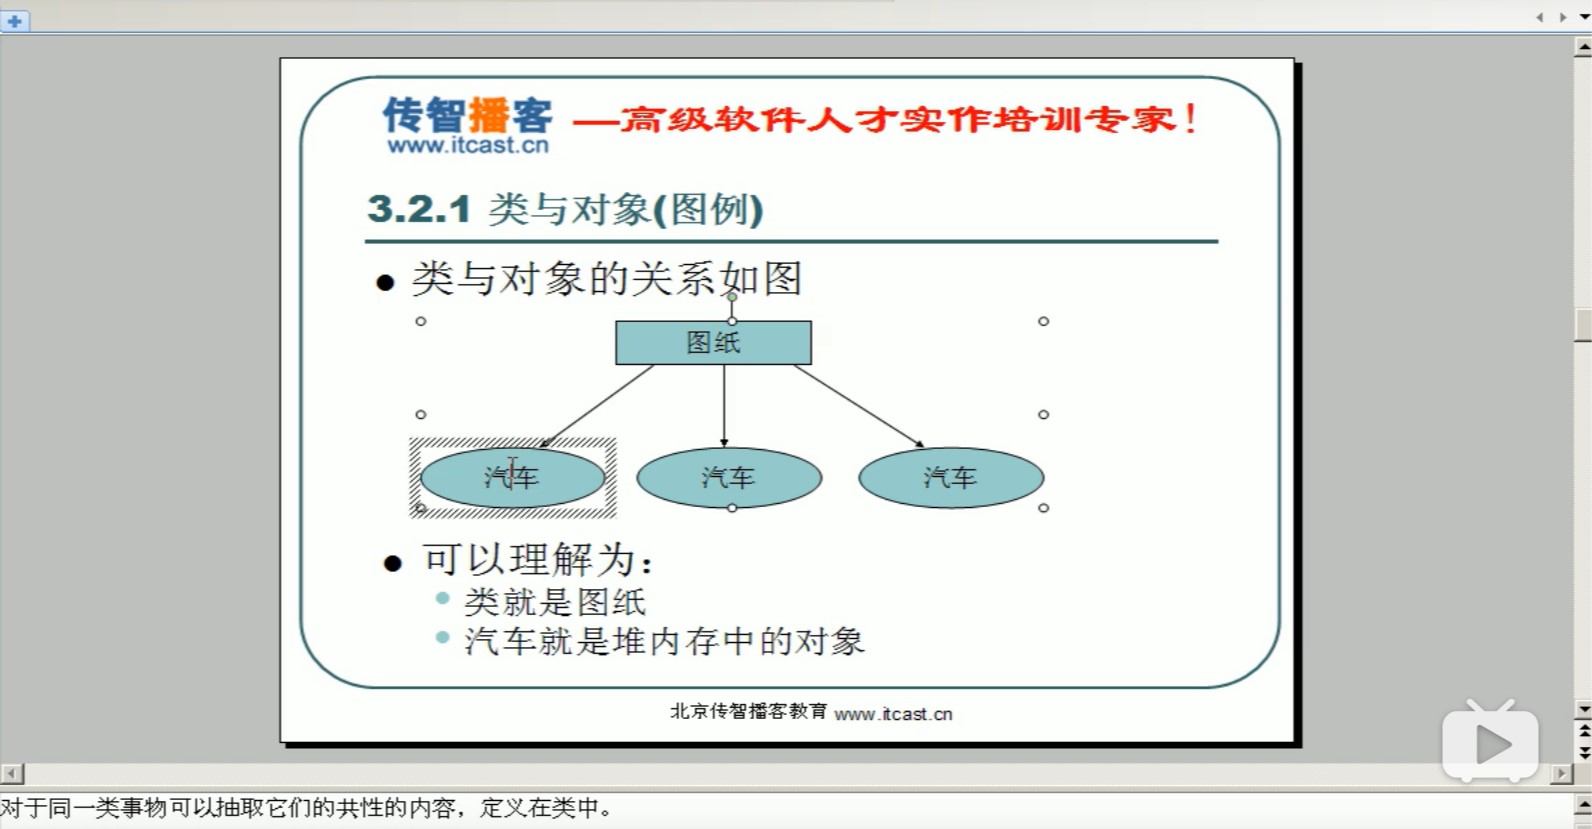 传智播客 —高级软件人才实作培训专家！
www.itcast.cn
3.2.1 类与对象(图例)
类与对象的关系如图
图纸
汽车 汽车 汽车
可以理解为：
类就是图纸
汽车就是堆内存中的对象
北京传智播客教育 www.itcast.cn
对于同一类事物可以抽取它们的共性的内容，定义在类中。